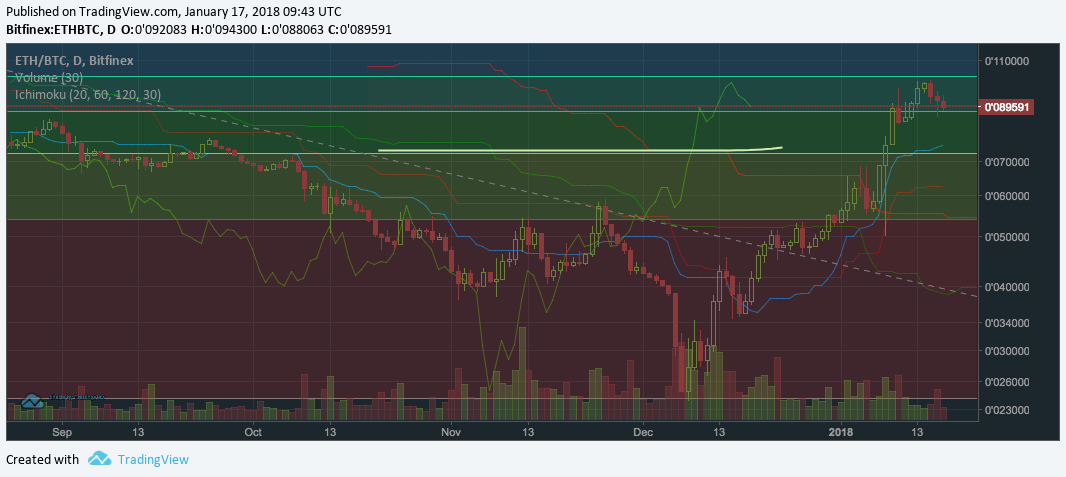 Published on TradingView.com, January 17, 2018 09:43 UTC
Bitfinex:ETHBTC, D O:0'092083 H:0'094300 L:0'088063 C:0'089591
ETH/BTC, D, Bitfinex
Volume (30)
Ichimoku (20, 60, 120, 30)
0'110000
0'089591
0'070000
0'060000
0'050000
0'040000
0'034000
0'030000
0'026000
0'023000
Sep 13 Oct 13 Nov 13 Dec 13 2018 13
Created with TradingView